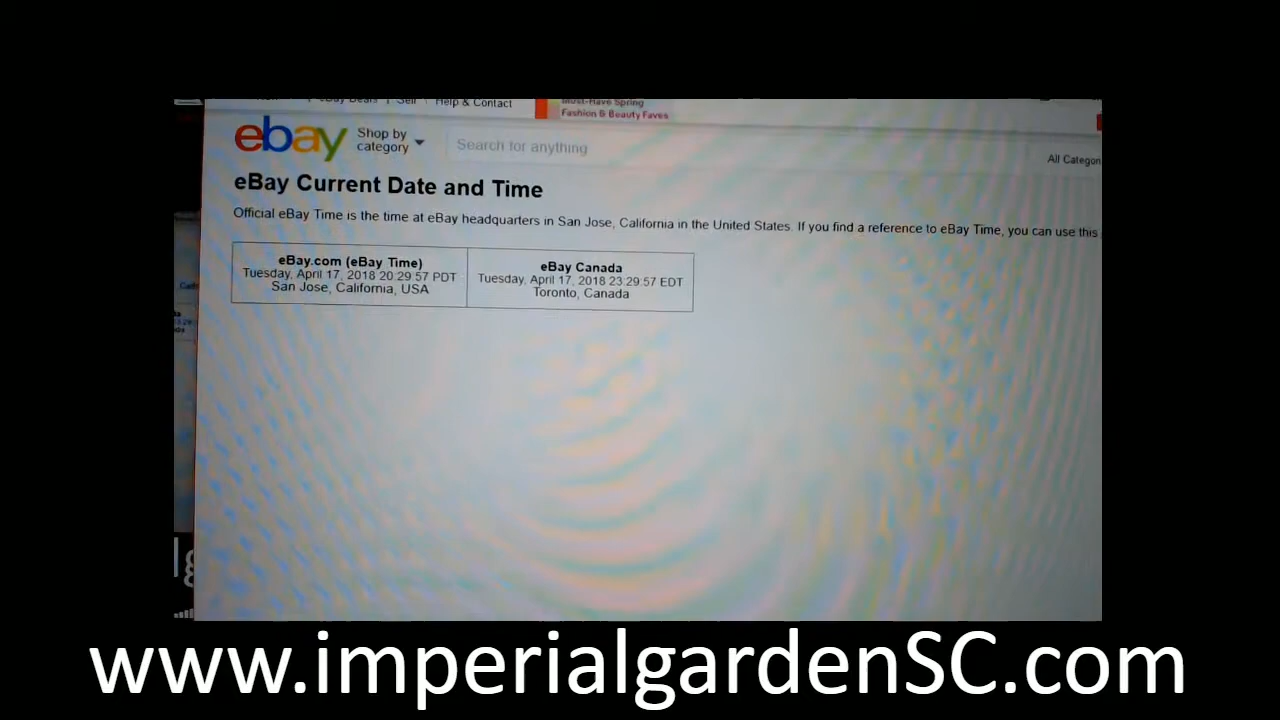 eBay Deals | Sell | Help & Contact
Must-Have Spring
Fashion & Beauty Faves
ebay
Shop by
category
Search for anything
All Categori
eBay Current Date and Time
Official eBay Time is the time at eBay headquarters in San Jose, California in the United States. If you find a reference to eBay Time, you can use this
eBay.com (eBay Time)
Tuesday, April 17, 2018 20:29:57 PDT
San Jose, California, USA
eBay Canada
Tuesday, April 17, 2018 23:29:57 EDT
Toronto, Canada
www.imperialgardenSC.com